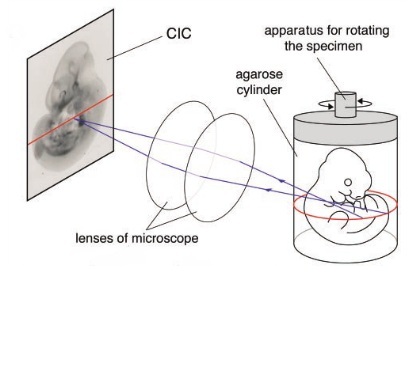 CIC
apparatus for rotating
the specimen
agarose
cylinder
lenses of microscope